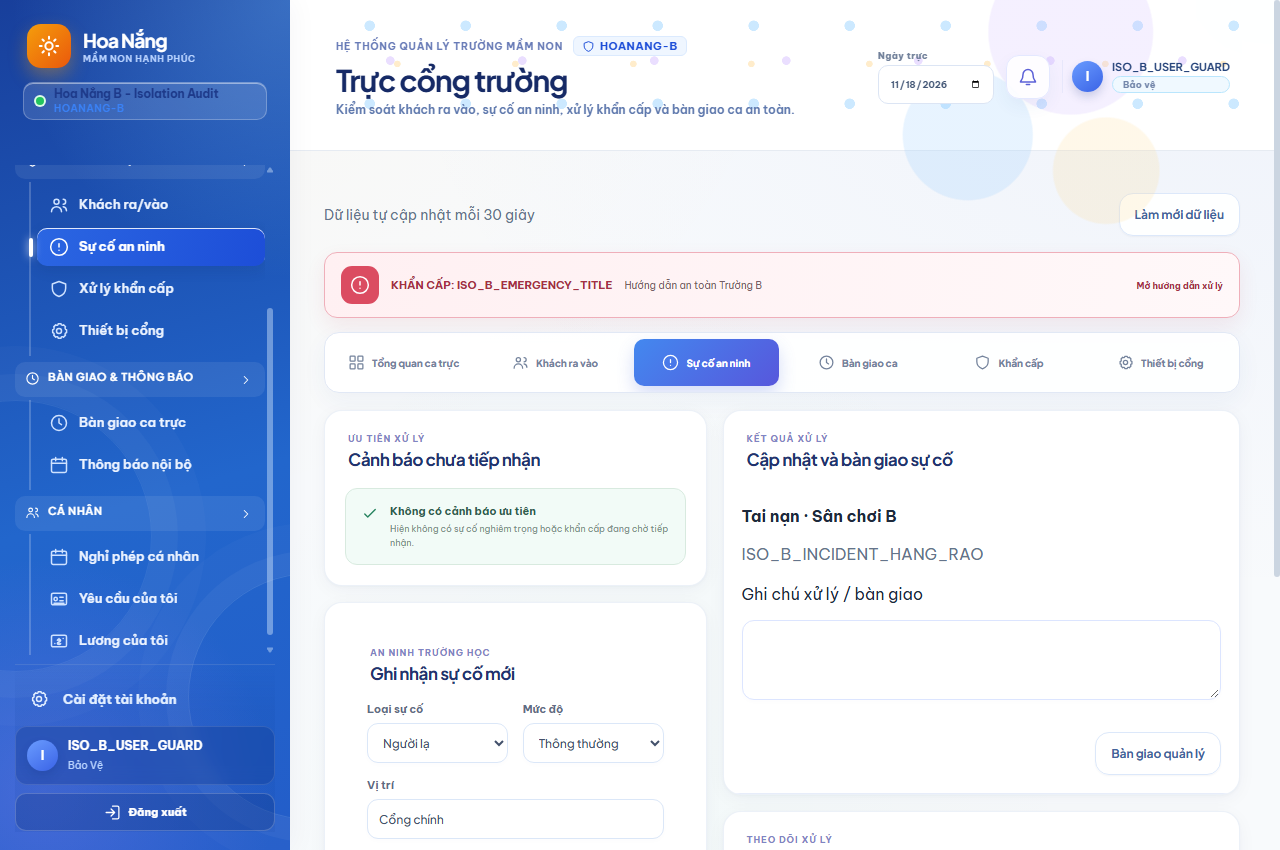 Hoa Nắng
MẦM NON HẠNH PHÚC
Hoa Nắng B - Isolation Audit
HOANANG-B
Khách ra/vào
Sự cố an ninh
Xử lý khẩn cấp
Thiết bị cổng
BÀN GIAO & THÔNG BÁO
Bàn giao ca trực
Thông báo nội bộ
CÁ NHÂN
Nghỉ phép cá nhân
Yêu cầu của tôi
Lương của tôi
Cài đặt tài khoản
I
ISO_B_USER_GUARD
Bảo Vệ
Đăng xuất
HỆ THỐNG QUẢN LÝ TRƯỜNG MẦM NON
HOANANG-B
Trực cổng trường
Kiểm soát khách ra vào, sự cố an ninh, xử lý khẩn cấp và bàn giao ca an toàn.
Ngày trực
11/18/2026
I
ISO_B_USER_GUARD
Bảo vệ
Dữ liệu tự cập nhật mỗi 30 giây
Làm mới dữ liệu
KHẨN CẤP: ISO_B_EMERGENCY_TITLE
Hướng dẫn an toàn Trường B
Mở hướng dẫn xử lý
Tổng quan ca trực
Khách ra vào
Sự cố an ninh
Bàn giao ca
Khẩn cấp
Thiết bị cổng
ƯU TIÊN XỬ LÝ
Cảnh báo chưa tiếp nhận
Không có cảnh báo ưu tiên
Hiện không có sự cố nghiêm trọng hoặc khẩn cấp đang chờ tiếp
nhận.
AN NINH TRƯỜNG HỌC
Ghi nhận sự cố mới
Loại sự cố
Mức độ
Người lạ
Thông thường
Vị trí
Cổng chính
KẾT QUẢ XỬ LÝ
Cập nhật và bàn giao sự cố
Tai nạn · Sân chơi B
ISO_B_INCIDENT_HANG_RAO
Ghi chú xử lý / bàn giao
Bàn giao quản lý
THEO DÕI XỬ LÝ